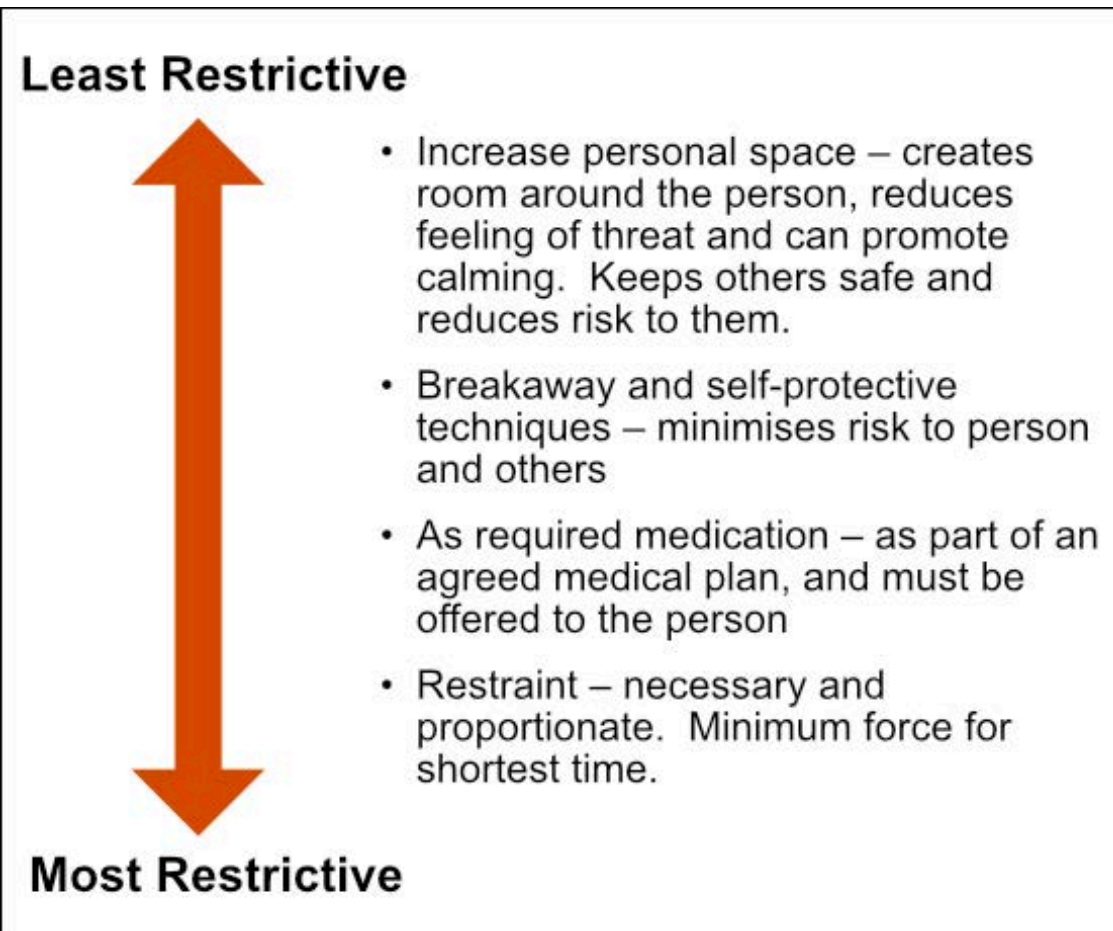 Least Restrictive
• Increase personal space – creates
room around the person, reduces
feeling of threat and can promote
calming.  Keeps others safe and
reduces risk to them.
• Breakaway and self-protective
techniques – minimises risk to person
and others
• As required medication – as part of an
agreed medical plan, and must be
offered to the person
• Restraint – necessary and
proportionate.  Minimum force for
shortest time.
Most Restrictive